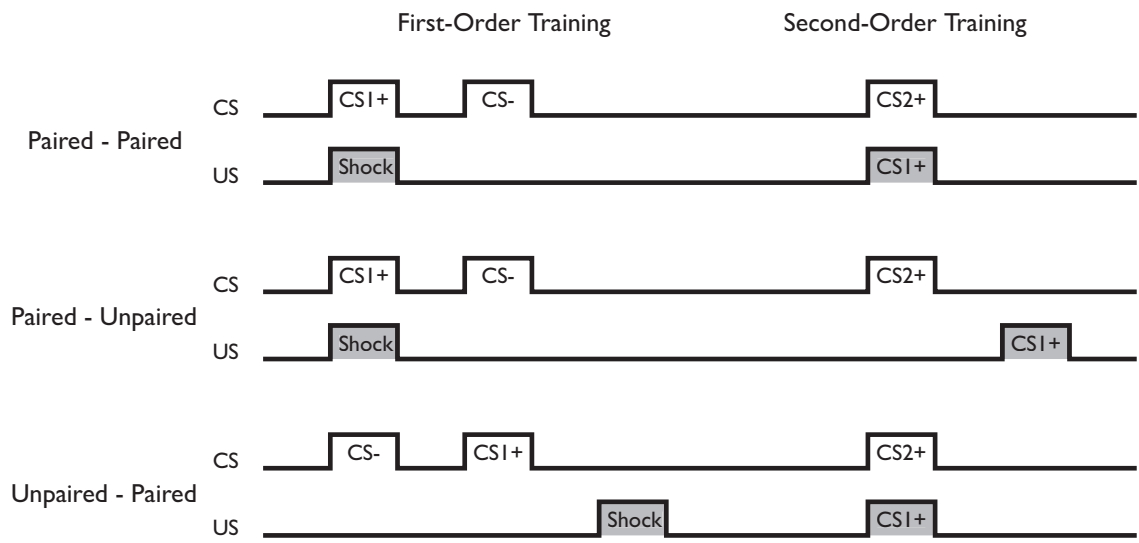 First-Order Training Second-Order Training
CS CS1+ CS- CS2+
Paired - Paired
US Shock CS1+
CS CS1+ CS- CS2+
Paired - Unpaired
US Shock CS1+
CS CS- CS1+ CS2+
Unpaired - Paired
US Shock CS1+